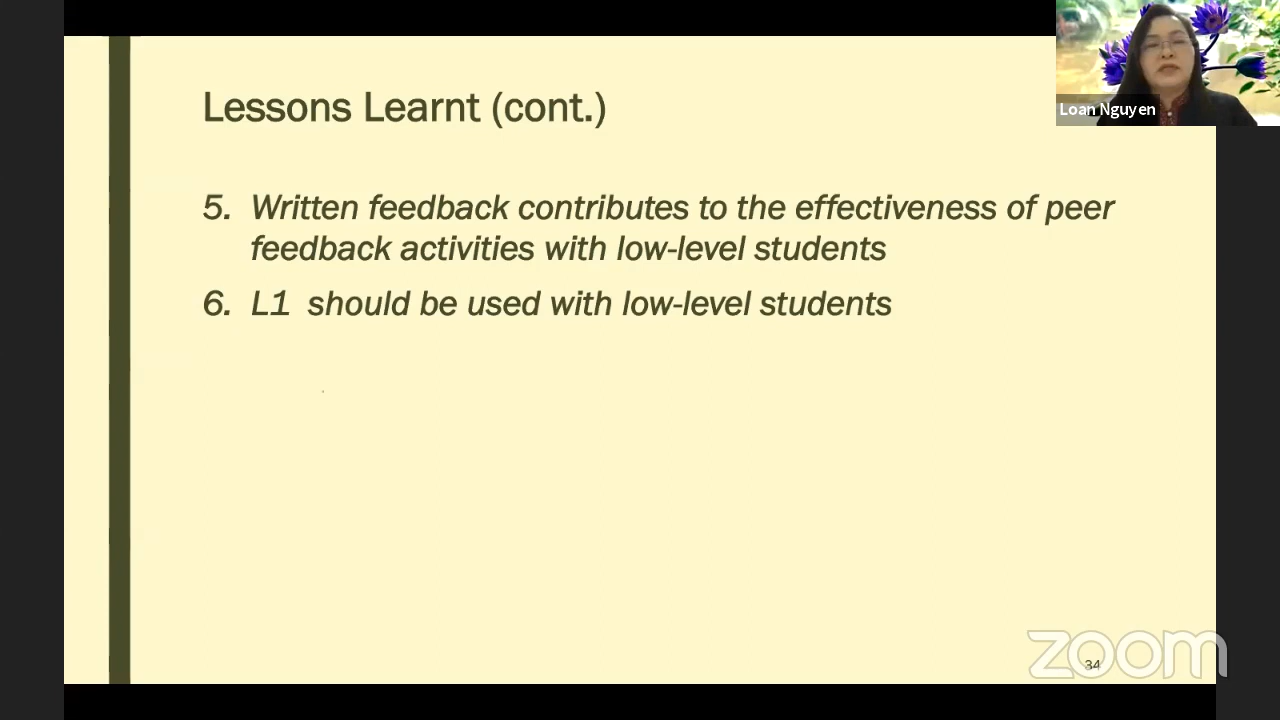 Lessons Learnt (cont.)
Loan Nguyen
5. Written feedback contributes to the effectiveness of peer
feedback activities with low-level students
6. L1 should be used with low-level students
zoom
34